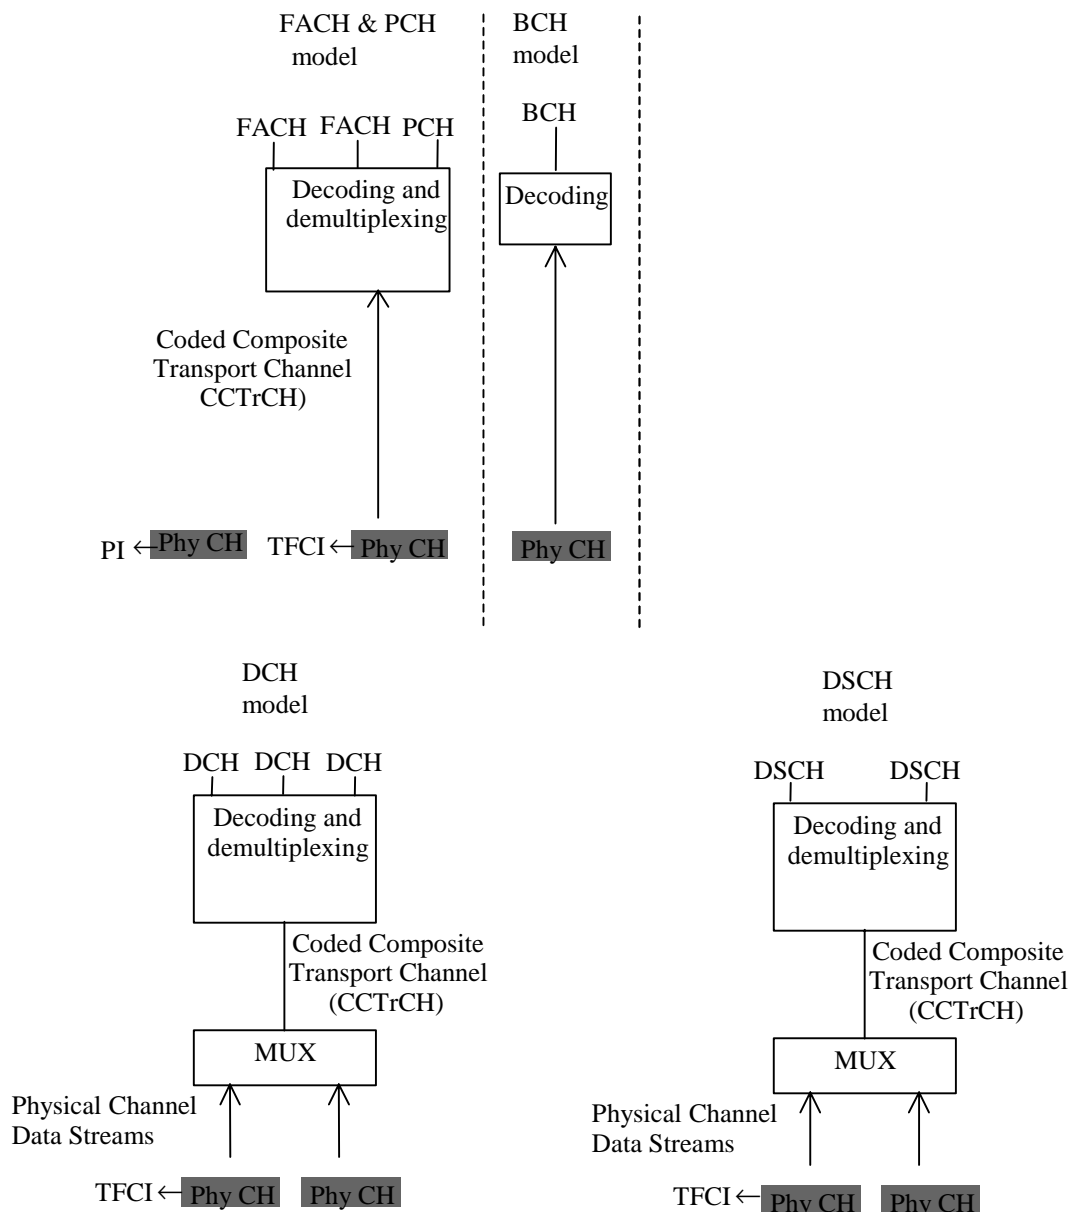 FACH & PCH
model
BCH
model
FACH FACH PCH
BCH
Decoding and
demultiplexing
Decoding
Coded Composite
Transport Channel
CCTrCH)
PI
Phy CH
TFCI
Phy CH
Phy CH
DCH
model
DSCH
model
DCH DCH DCH
DSCH DSCH
Decoding and
demultiplexing
Decoding and
demultiplexing
Coded Composite
Transport Channel
(CCTrCH)
Coded Composite
Transport Channel
(CCTrCH)
MUX
MUX
Physical Channel
Data Streams
Physical Channel
Data Streams
TFCI
Phy CH
Phy CH
TFCI
Phy CH
Phy CH